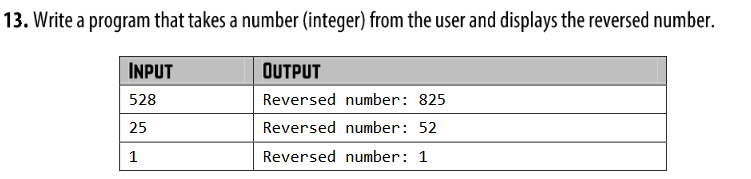 13. Write a program that takes a number (integer) from the user and displays the reversed number.
INPUT OUTPUT
528 Reversed number: 825
25 Reversed number: 52
1 Reversed number: 1